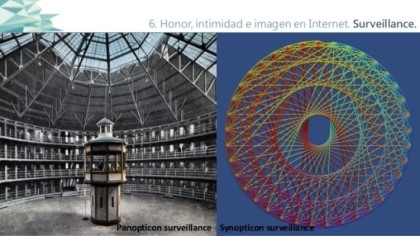 6. Honor, intimidad e imagen en Internet. Surveillance.
Panopticon surveillance - Synopticon surveillance